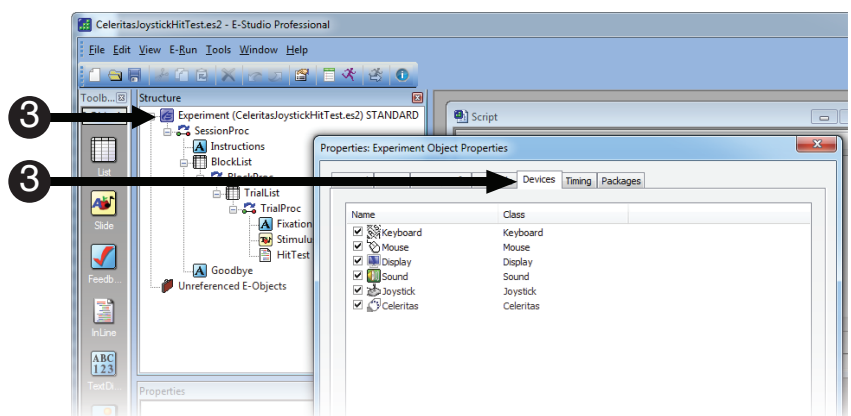 CeleritasJoystickHitTest.es2 - E-Studio Professional
File Edit View E-Run Tools Window Help
Toolb...
Structure
3
Experiment (CeleritasJoystickHitTest.es2) STANDARD
SessionProc
Instructions
BlockList
TrialList
TrialProc
Fixation
Stimulu
HitTest
Goodbye
Unreferenced E-Objects
List
Slide
Feedb...
InLine
ABC
123
TextDi...
Properties
Script
Properties: Experiment Object Properties
3
Devices Timing Packages
Name Class
Keyboard Keyboard
Mouse Mouse
Display Display
Sound Sound
Joystick Joystick
Celeritas Celeritas